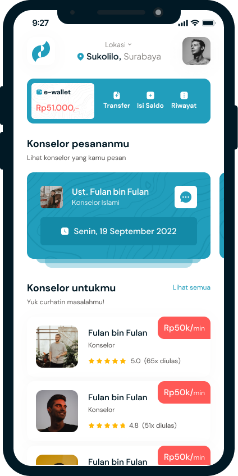 9:27
Lokasi
Sukolilo, Surabaya
e-wallet
Rp51.000,-
Transfer
Isi Saldo
Riwayat
Konselor pesananmu
Lihat konselor yang kamu pesan
Ust. Fulan bin Fulan
Konselor Islami
Senin, 19 September 2022
Konselor untukmu
Lihat semua
Yuk curhatin masalahmu!
Rp50k/min
Fulan bin Fulan
Konselor
5.0 (65x diulas)
Rp50k/min
Fulan bin Fulan
Konselor
4.8 (51x diulas)
Rp50k/min
Fulan bin Fulan